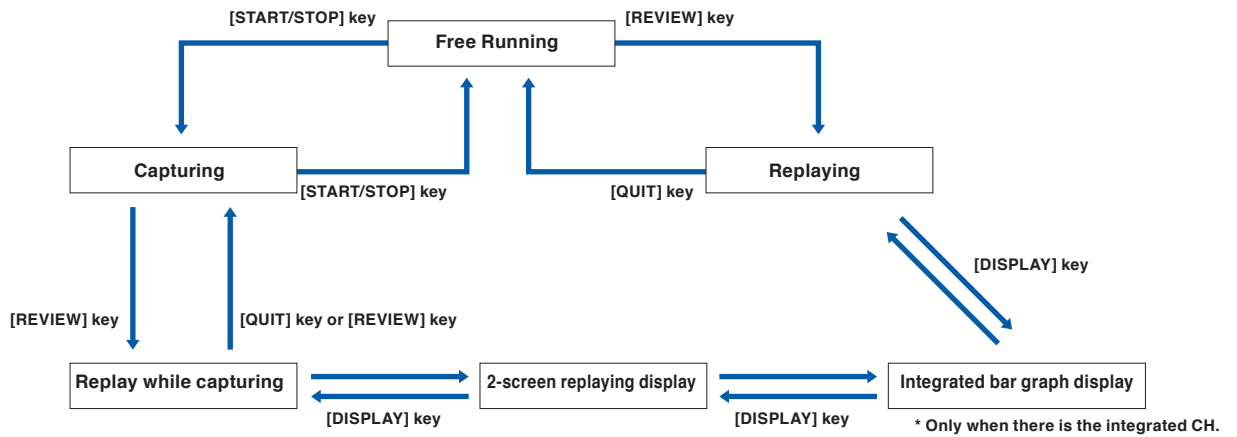 [START/STOP] key
Free Running
[REVIEW] key
Capturing
[START/STOP] key
Replaying
[QUIT] key
[DISPLAY] key
[REVIEW] key
[QUIT] key or [REVIEW] key
Replay while capturing
2-screen replaying display
Integrated bar graph display
[DISPLAY] key
[DISPLAY] key
* Only when there is the integrated CH.